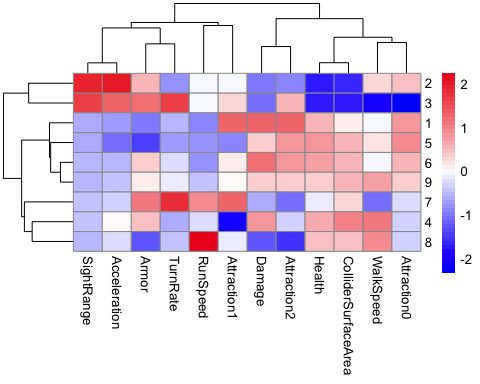 2
3
1
5
6
9
7
4
8
2
1
0
-1
-2
SightRange
Acceleration
Armor
TurnRate
RunSpeed
Attraction1
Damage
Attraction2
Health
ColliderSurfaceArea
WalkSpeed
Attraction0